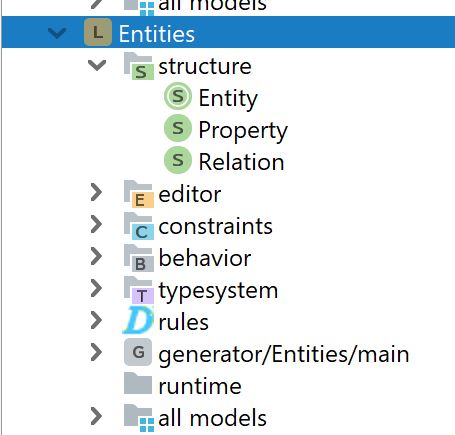 all models
L Entities
S structure
S Entity
S Property
S Relation
E editor
C constraints
B behavior
T typesystem
D rules
G generator/Entities/main
runtime
all models